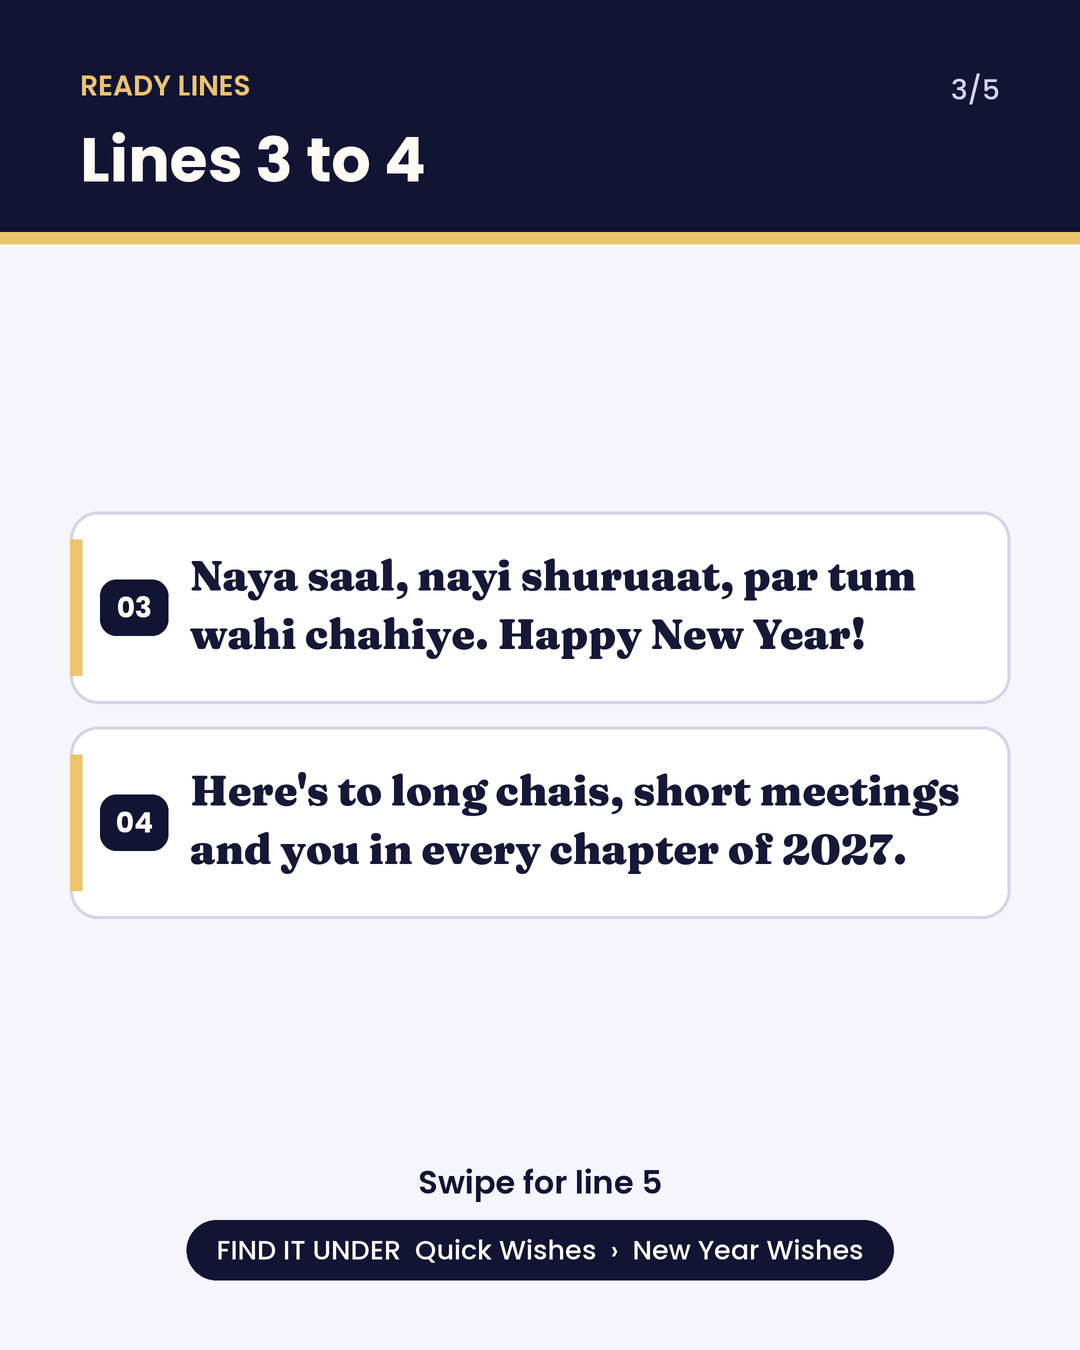 READY LINES
3/5
Lines 3 to 4
03
Naya saal, nayi shuruaat, par tum
wahi chahiye. Happy New Year!
04
Here's to long chais, short meetings
and you in every chapter of 2027.
Swipe for line 5
FIND IT UNDER Quick Wishes › New Year Wishes